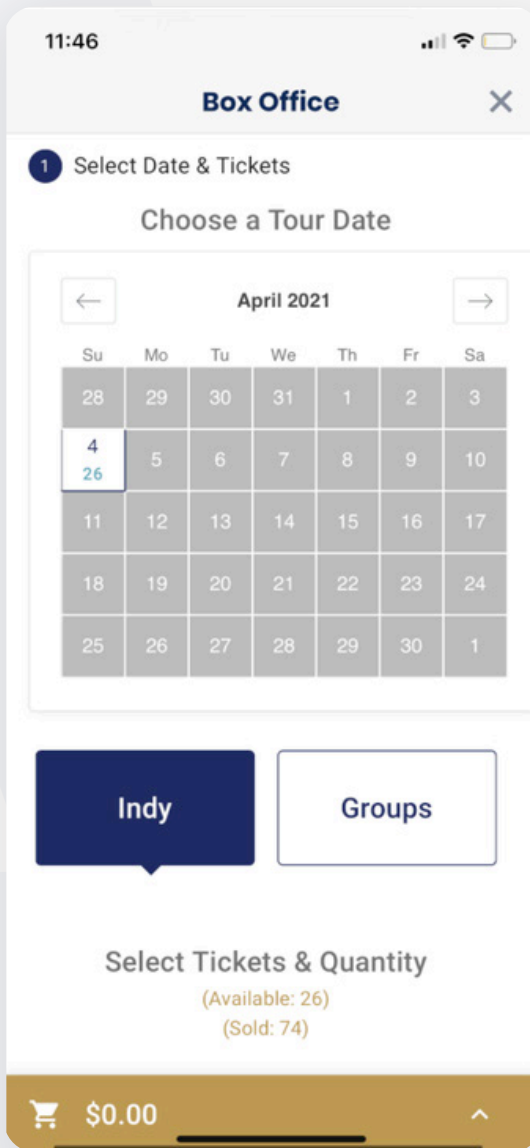 11:46
Box Office
1 Select Date & Tickets
Choose a Tour Date
April 2021
Su Mo Tu We Th Fr Sa
28 29 30 31 1 2 3
4 5 6 7 8 9 10
26
11 12 13 14 15 16 17
18 19 20 21 22 23 24
25 26 27 28 29 30 1
Indy Groups
Select Tickets & Quantity
(Available: 26)
(Sold: 74)
$0.00